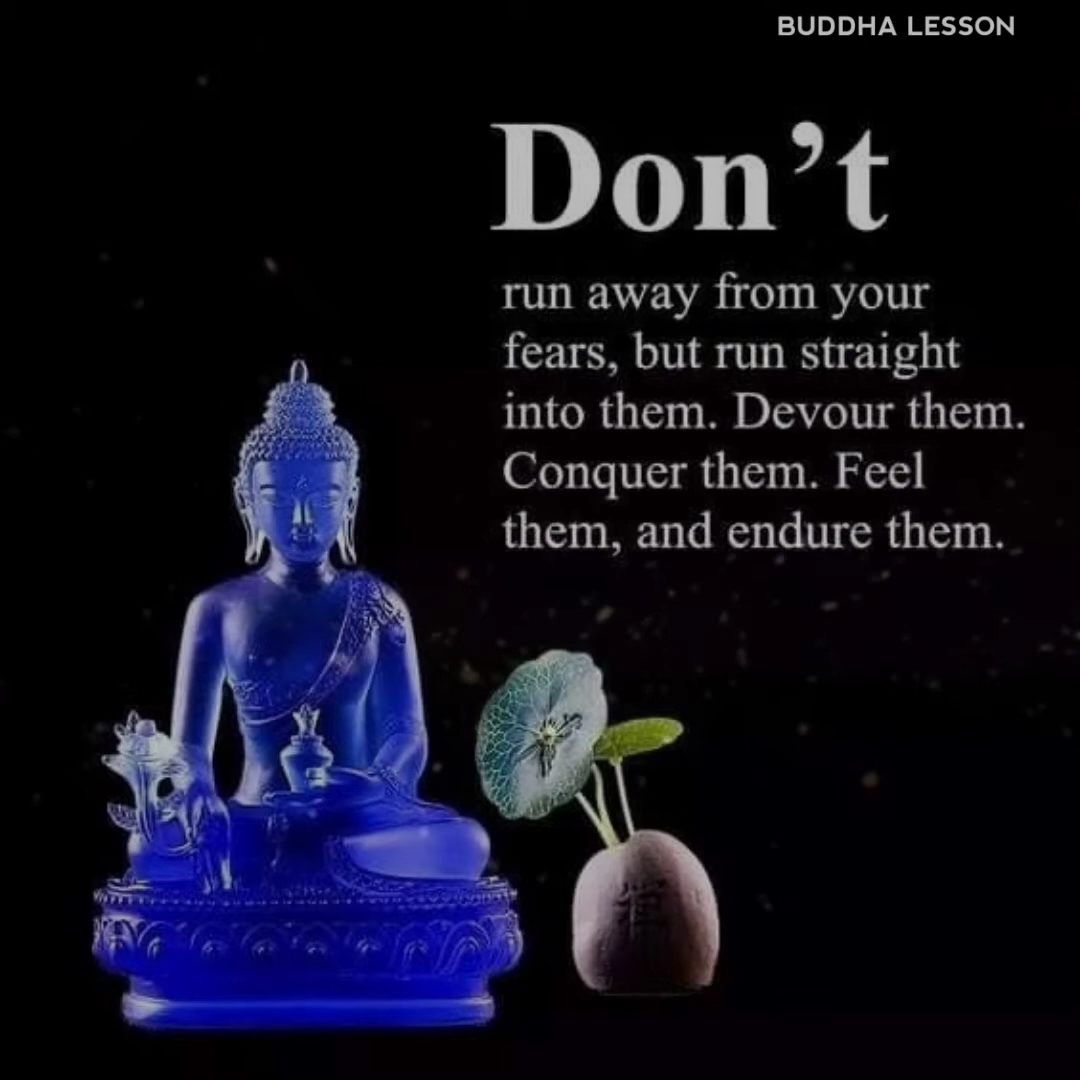 BUDDHA LESSON
Don’t
run away from your
fears, but run straight
into them. Devour them.
Conquer them. Feel
them, and endure them.
禅